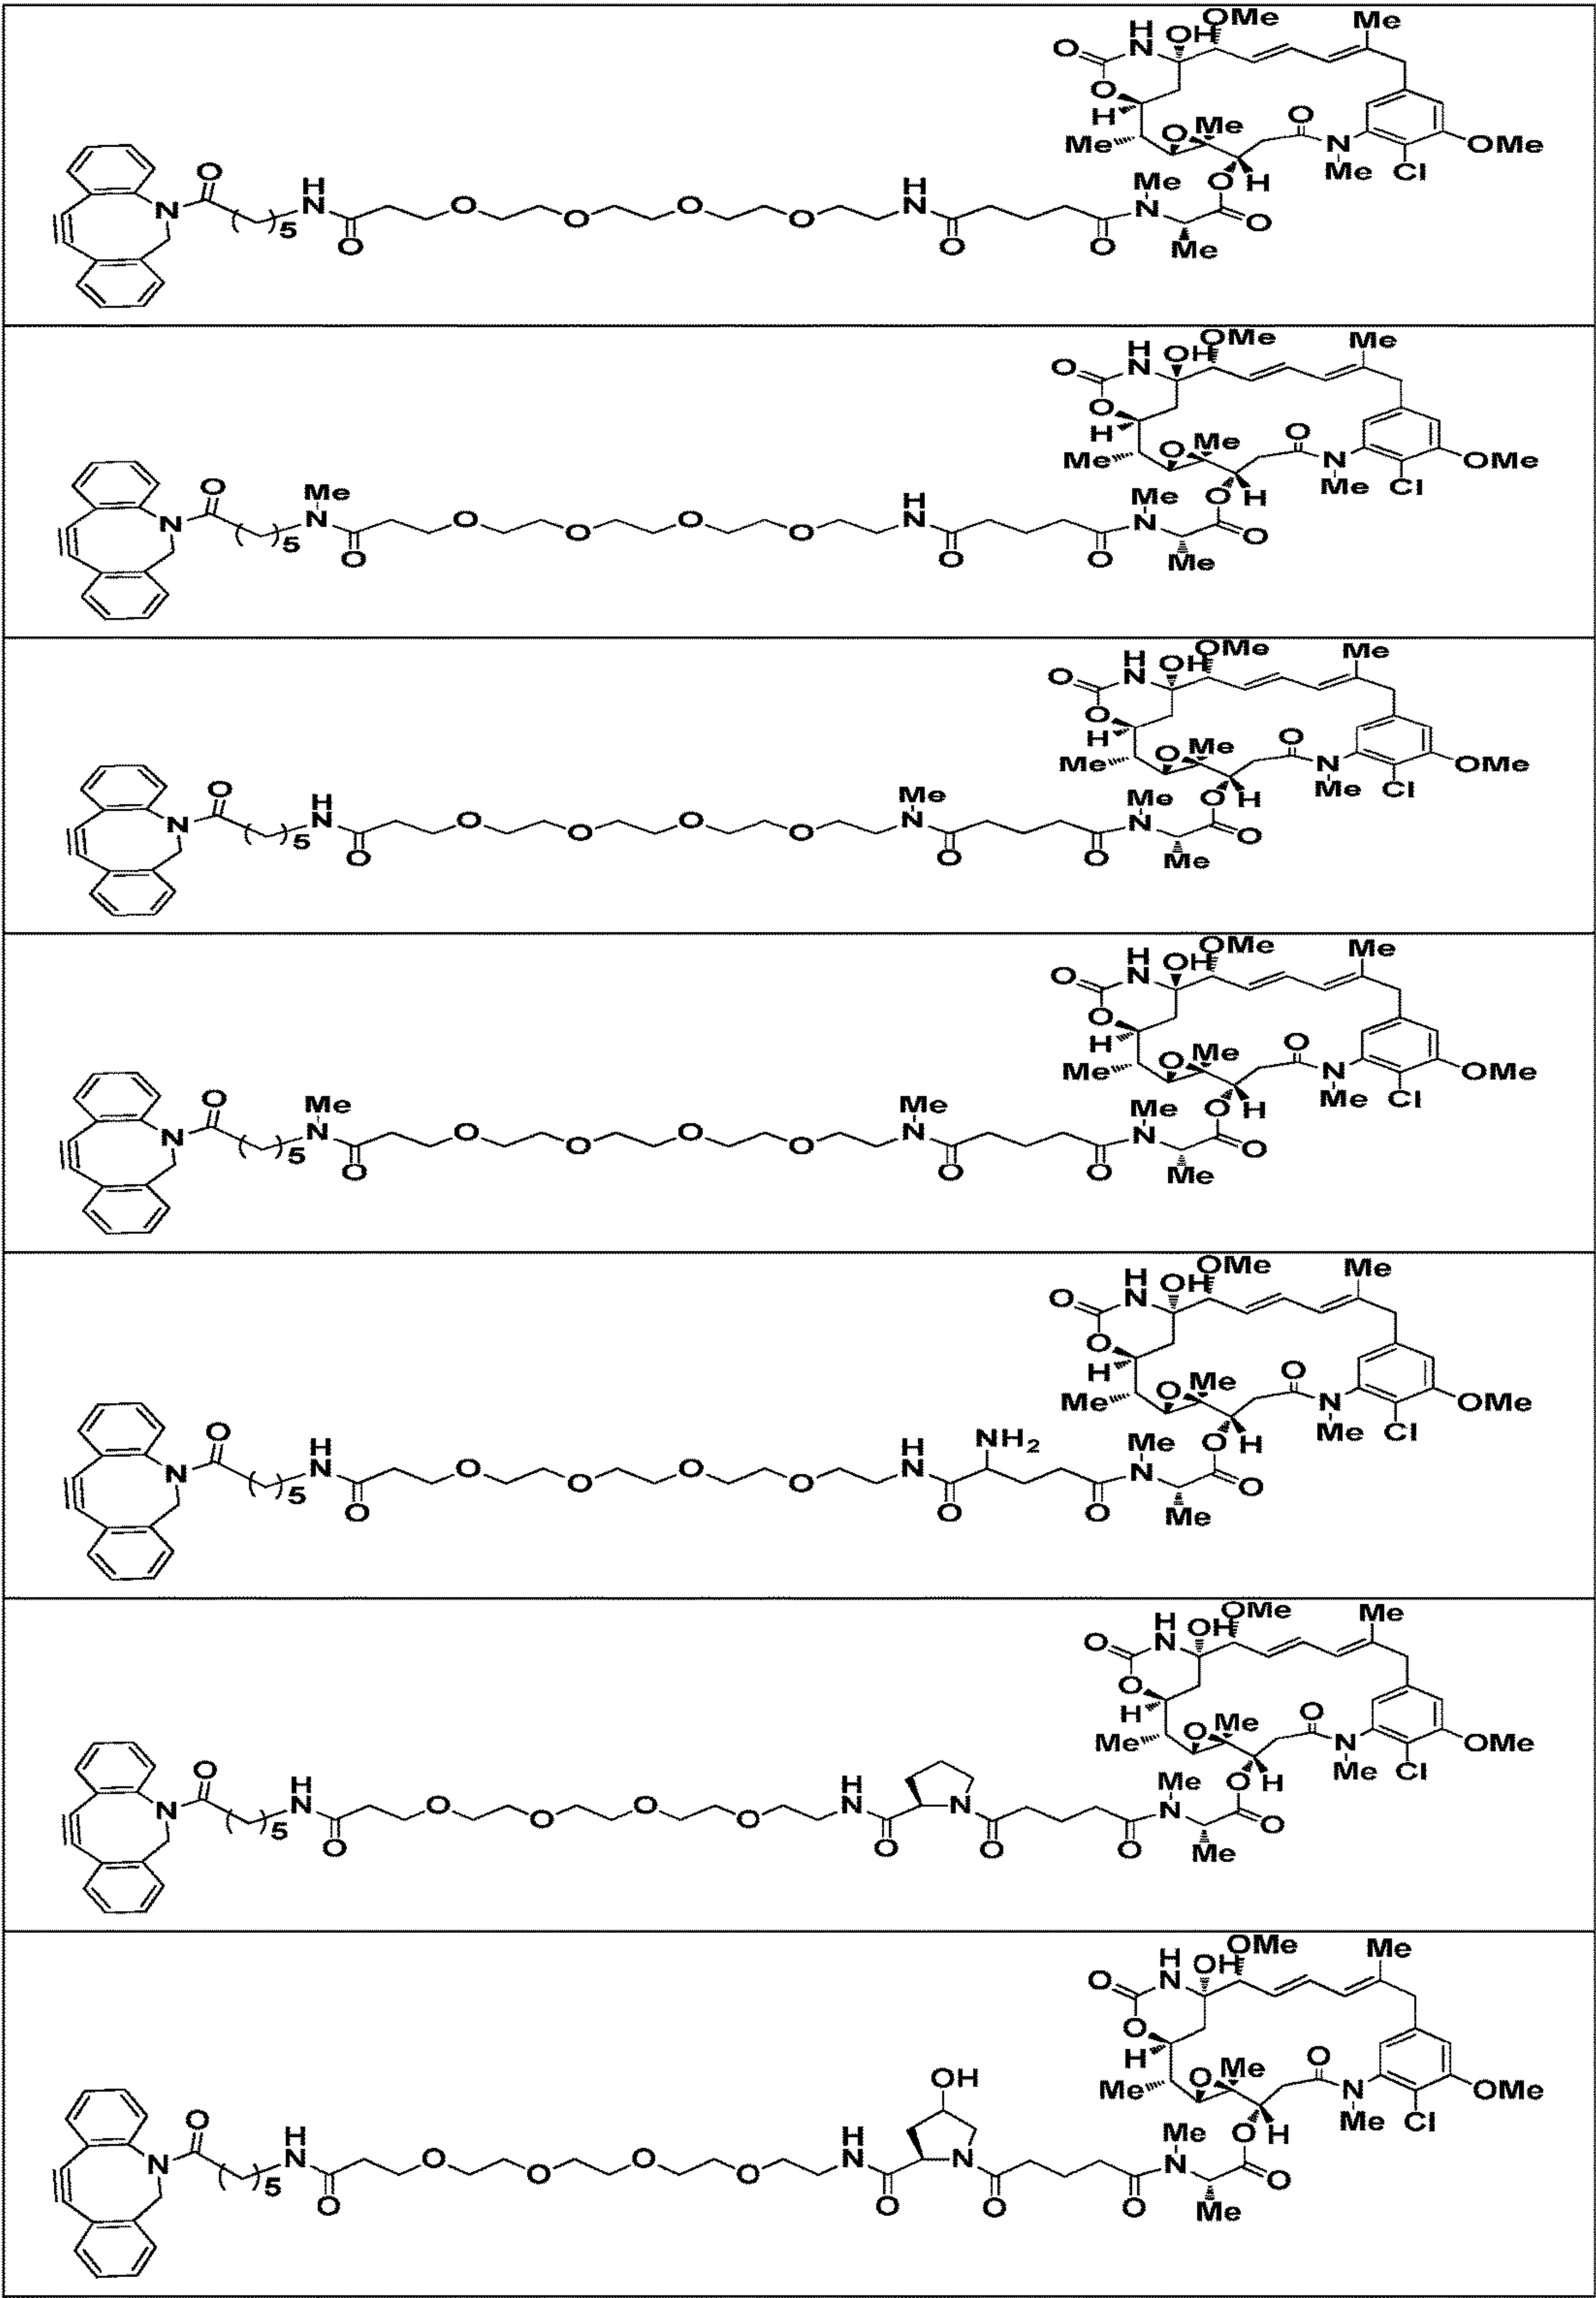 OMe Me
H OH
O N
O
H O Me O
Me N OMe
O H H Me O H Me Cl
N N O O N N O
5 O O O O O
Me
OMe Me
H OH
O N
O
H O Me O
Me N OMe
O Me H Me O H Me Cl
N N O O N N O
5 O O O O O
Me
OMe Me
H OH
O N
O
H O Me O
Me N OMe
O H Me Me O H Me Cl
N N O O N N O
5 O O O O O
Me
OMe Me
H OH
O N
O
H O Me O
Me N OMe
O Me Me Me O H Me Cl
N N O O N N O
5 O O O O O
Me
OMe Me
H OH
O N
O
H O Me O
Me N OMe
NH2 Me O H Me Cl
O H H
N N O O N N O
5 O O O O O
Me
OMe Me
H OH
O N
O
H O Me O
Me N OMe
O H H Me O H Me Cl
N N O O N N N O
5 O O O O O O
Me
OMe Me
H OH
O N
O
H O Me O
OH Me N OMe
O H H Me O H Me Cl
N N O O N N N O
5 O O O O O O
Me